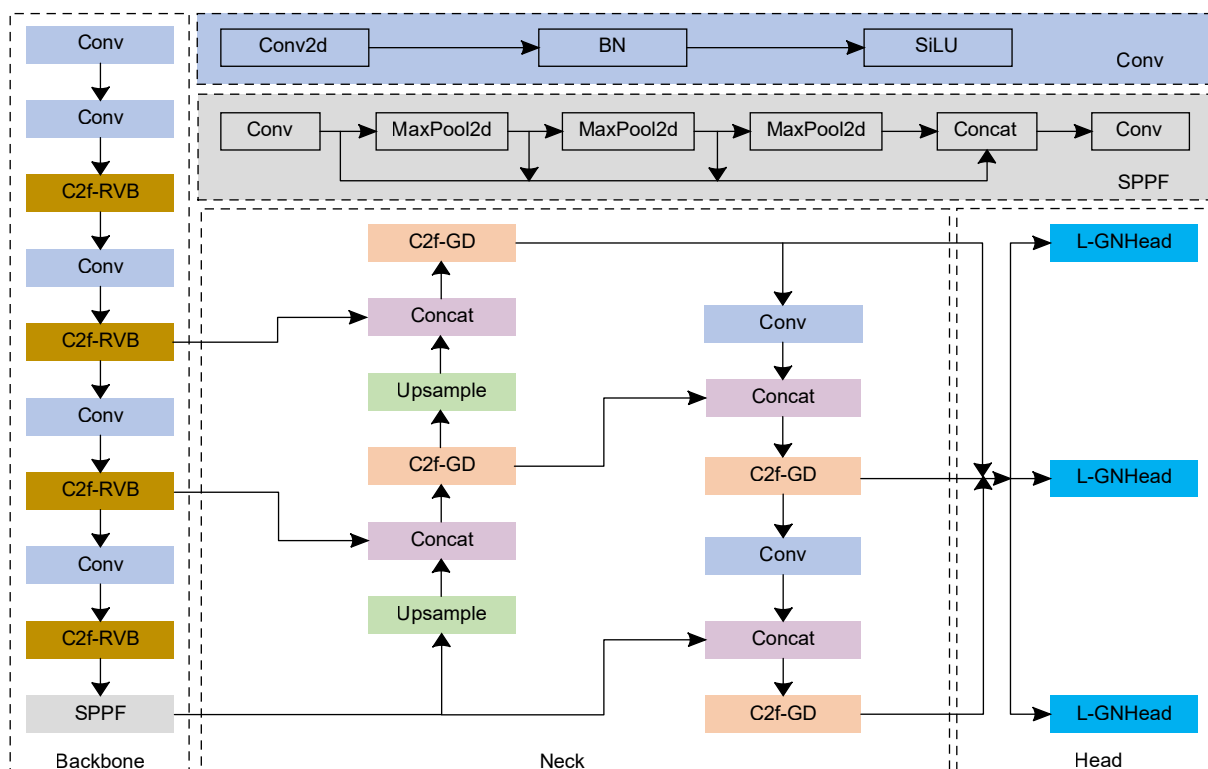 Conv
Conv
C2f-RVB
Conv
C2f-RVB
Conv
C2f-RVB
Conv
C2f-RVB
SPPF
Backbone
Conv2d
BN
SiLU
Conv
Conv
MaxPool2d
MaxPool2d
MaxPool2d
Concat
Conv
SPPF
C2f-GD
Concat
Upsample
C2f-GD
Concat
Upsample
Conv
Concat
C2f-GD
Conv
Concat
C2f-GD
Neck
L-GNHead
L-GNHead
L-GNHead
Head